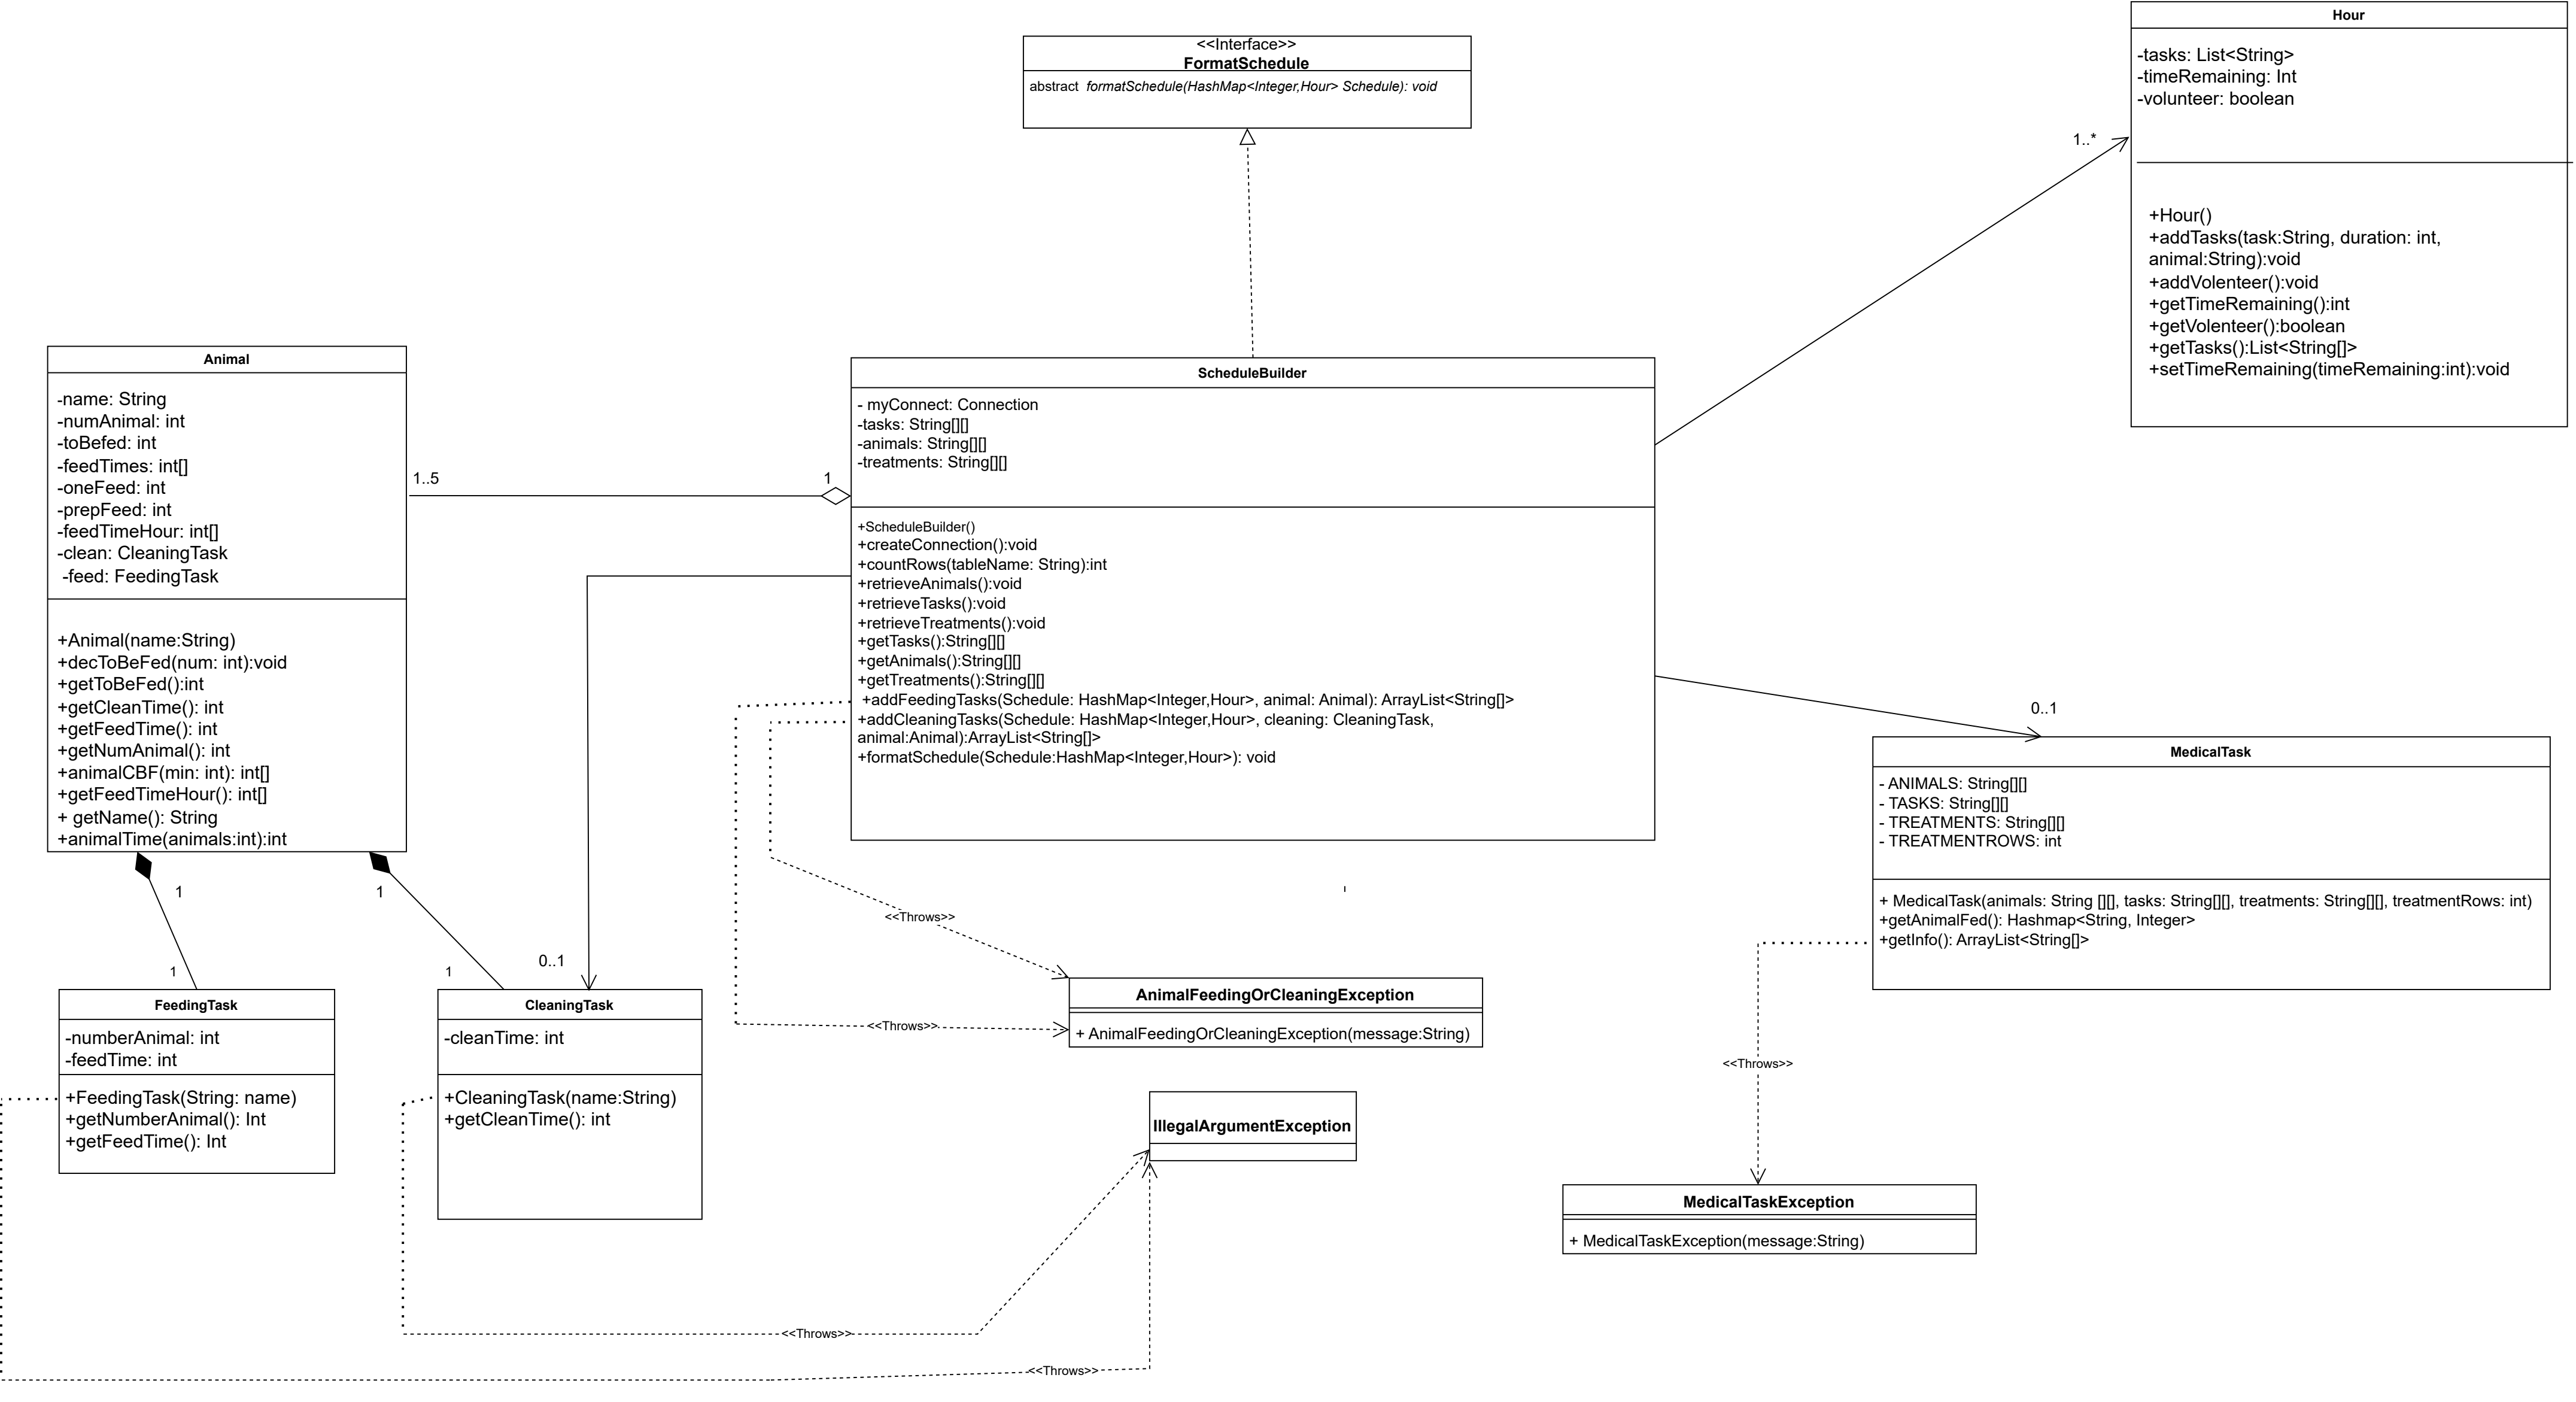 <<Interface>>
FormatSchedule
abstract formatSchedule(HashMap<Integer,Hour> Schedule): void
Hour
-tasks: List<String>
-timeRemaining: Int
-volunteer: boolean
+Hour()
+addTasks(task:String, duration: int,
animal:String):void
+addVolenteer():void
+getTimeRemaining():int
+getVolenteer():boolean
+getTasks():List<String[]>
+setTimeRemaining(timeRemaining:int):void
1..*
Animal
-name: String
-numAnimal: int
-toBefed: int
-feedTimes: int[]
-oneFeed: int
-prepFeed: int
-feedTimeHour: int[]
-clean: CleaningTask
-feed: FeedingTask
+Animal(name:String)
+decToBeFed(num: int):void
+getToBeFed():int
+getCleanTime(): int
+getFeedTime(): int
+getNumAnimal(): int
+animalCBF(min: int): int[]
+getFeedTimeHour(): int[]
+ getName(): String
+animalTime(animals:int):int
1..5
1
ScheduleBuilder
- myConnect: Connection
-tasks: String[][]
-animals: String[][]
-treatments: String[][]
+ScheduleBuilder()
+createConnection():void
+countRows(tableName: String):int
+retrieveAnimals():void
+retrieveTasks():void
+retrieveTreatments():void
+getTasks():String[][]
+getAnimals():String[][]
+getTreatments():String[][]
+addFeedingTasks(Schedule: HashMap<Integer,Hour>, animal: Animal): ArrayList<String[]>
+addCleaningTasks(Schedule: HashMap<Integer,Hour>, cleaning: CleaningTask,
animal:Animal):ArrayList<String[]>
+formatSchedule(Schedule:HashMap<Integer,Hour>): void
0..1
MedicalTask
- ANIMALS: String[][]
- TASKS: String[][]
- TREATMENTS: String[][]
- TREATMENTROWS: int
+ MedicalTask(animals: String [][], tasks: String[][], treatments: String[][], treatmentRows: int)
+getAnimalFed(): Hashmap<String, Integer>
+getInfo(): ArrayList<String[]>
1
1
1
1
0..1
<<Throws>>
<<Throws>>
<<Throws>>
FeedingTask
-numberAnimal: int
-feedTime: int
+FeedingTask(String: name)
+getNumberAnimal(): Int
+getFeedTime(): Int
CleaningTask
-cleanTime: int
+CleaningTask(name:String)
+getCleanTime(): int
AnimalFeedingOrCleaningException
+ AnimalFeedingOrCleaningException(message:String)
IllegalArgumentException
MedicalTaskException
+ MedicalTaskException(message:String)
<<Throws>>
<<Throws>>